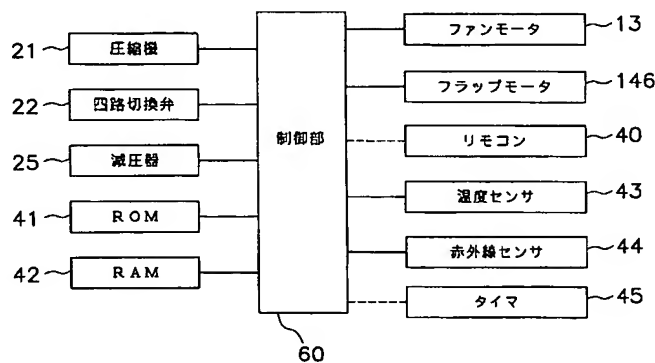 21 圧縮機
22 四路切換弁
25 減圧器
41 ROM
42 RAM
制御部
60
ファンモータ 13
フラップモータ 146
リモコン 40
温度センサ 43
赤外線センサ 44
タイマ 45